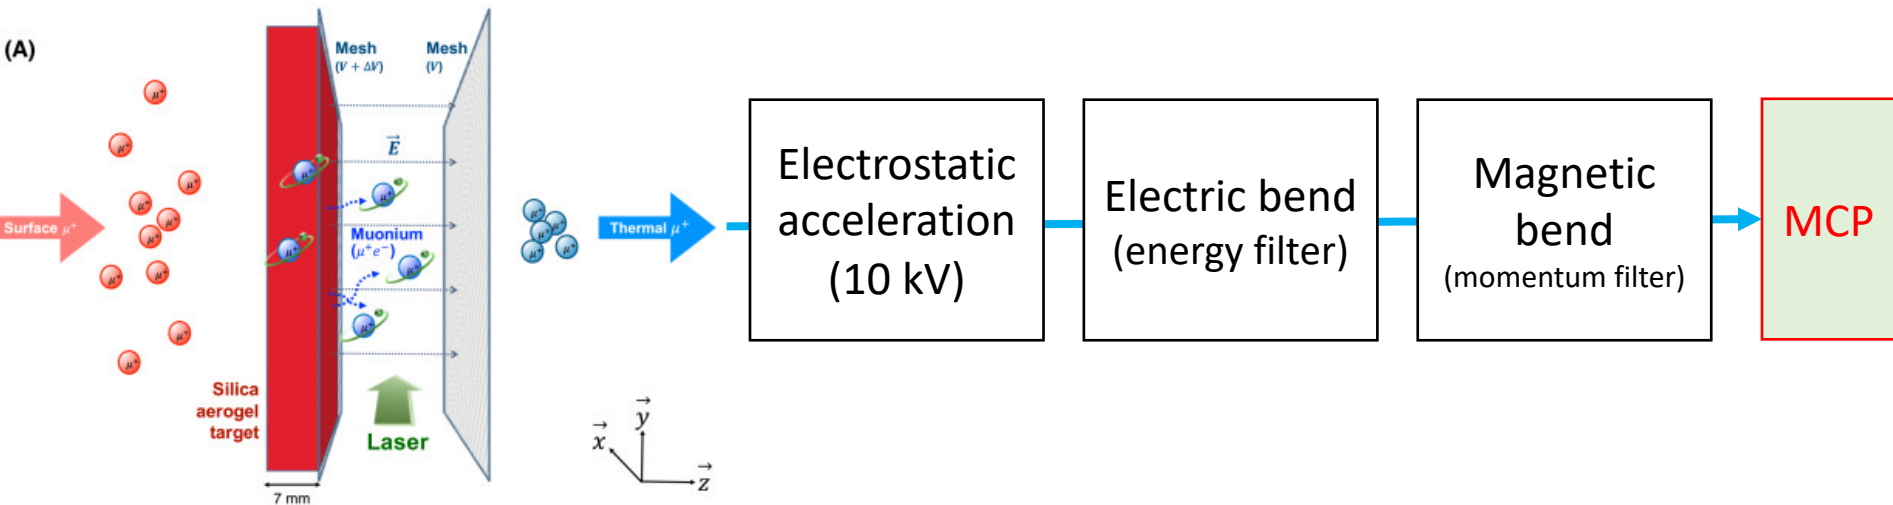 (A)
Mesh
(V + ΔV)
Mesh
(V)
μ⁺
μ⁺
μ⁺
μ⁺
μ⁺
μ⁺
μ⁺
μ⁺
μ⁺
μ⁺
Surface μ⁺
μ⁺
μ⁺
E⃗
μ⁺
Muonium
(μ⁺e⁻)
μ⁺
μ⁺
Silica
aerogel
target
7 mm
Laser
μ⁺
μ⁺
μ⁺
μ⁺
μ⁺
Thermal μ⁺
x⃗
y⃗
z⃗
Electrostatic
acceleration
(10 kV)
Electric bend
(energy filter)
Magnetic
bend
(momentum filter)
MCP